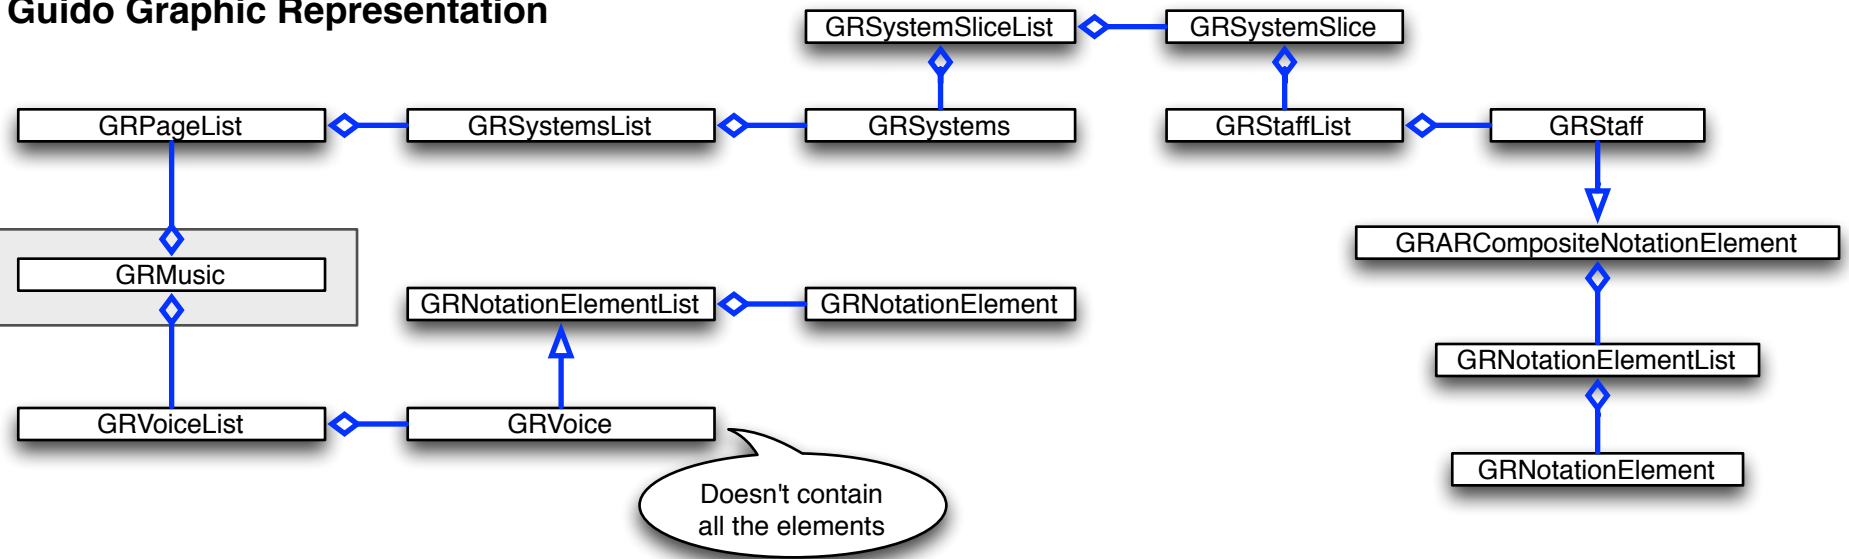 Guido Graphic Representation
GRSystemSliceList
GRSystemSlice
GRPageList
GRSystemsList
GRSystems
GRStaffList
GRStaff
GRARCompositeNotationElement
GRMusic
GRNotationElementList
GRNotationElement
GRNotationElementList
GRVoiceList
GRVoice
GRNotationElement
Doesn't contain
all the elements